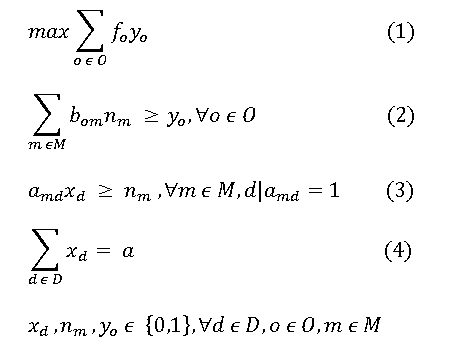 max ∑_{o ∈ O} f_o y_o (1)
∑_{m ∈ M} b_{om} n_m ≥ y_o, ∀o ∈ O (2)
a_{md} x_d ≥ n_m , ∀m ∈ M, d|a_{md} = 1 (3)
∑_{d ∈ D} x_d = a (4)
x_d , n_m , y_o ∈ {0,1}, ∀d ∈ D, o ∈ O, m ∈ M